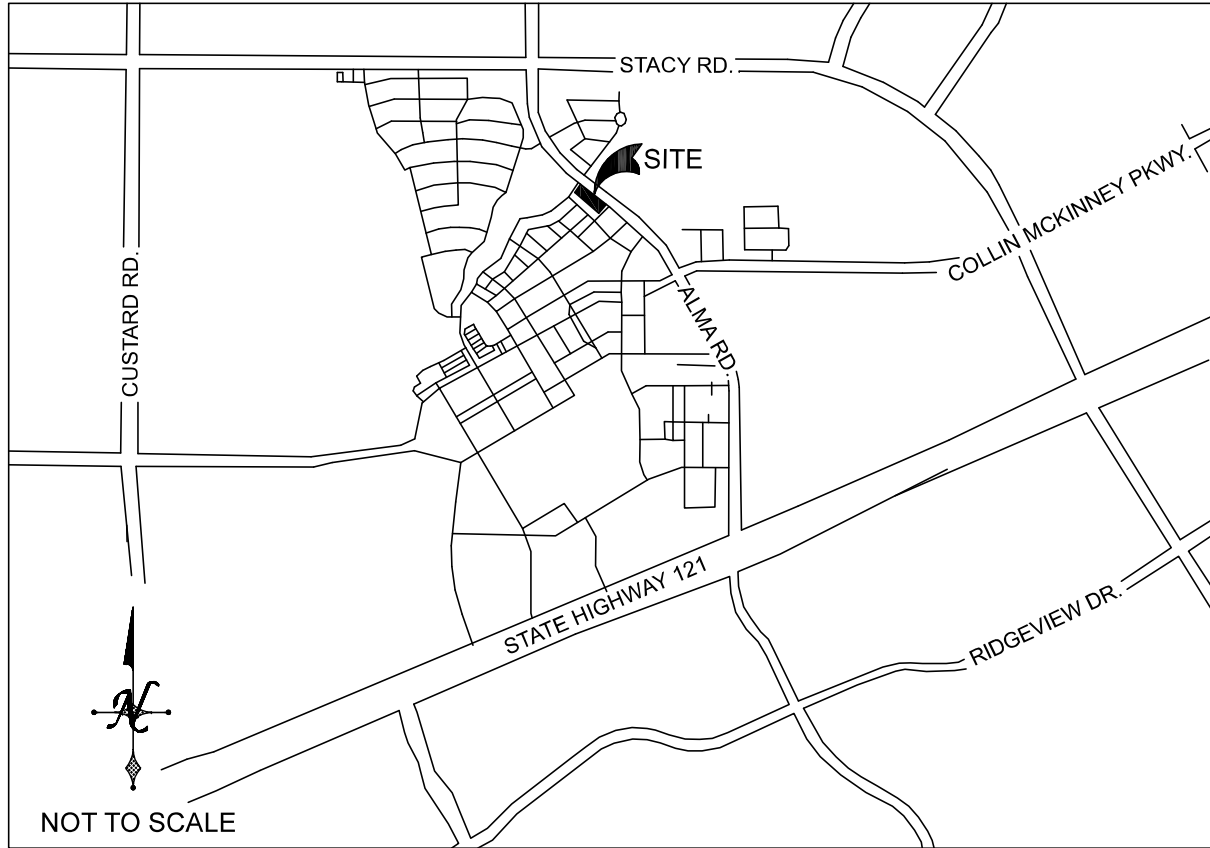 STACY RD.
SITE
COLLIN MCKINNEY PKWY.
CUSTARD RD.
ALMA RD.
STATE HIGHWAY 121
RIDGEVIEW DR.
N
NOT TO SCALE